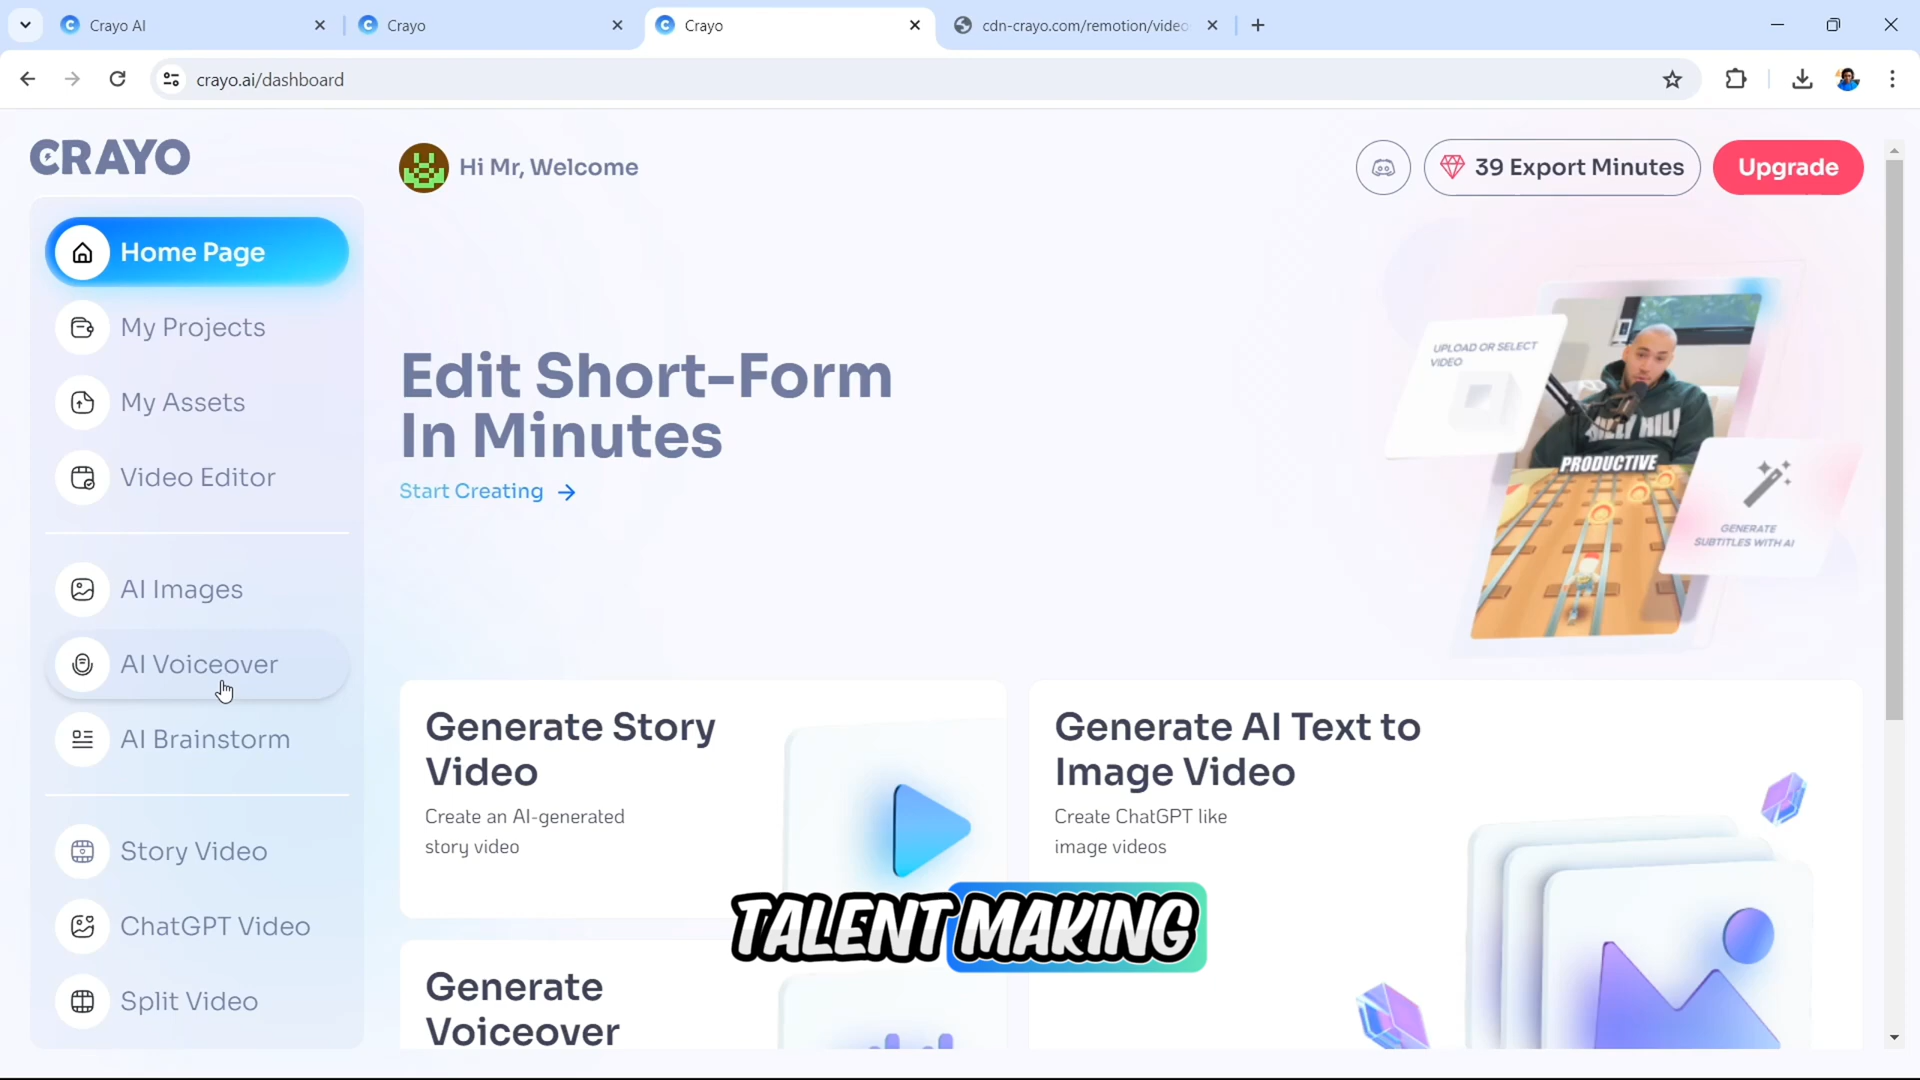 Crayo AI
Crayo
Crayo
cdn-crayo.com/remotion/video
crayo.ai/dashboard
CRAYO
Hi Mr, Welcome
39 Export Minutes
Upgrade
Home Page
My Projects
My Assets
Video Editor
AI Images
AI Voiceover
AI Brainstorm
Story Video
ChatGPT Video
Split Video
Edit Short-Form
In Minutes
Start Creating
UPLOAD OR SELECT
VIDEO
PRODUCTIVE
GENERATE
SUBTITLES WITH AI
Generate Story
Video
Create an AI-generated
story video
Generate AI Text to
Image Video
Create ChatGPT like
image videos
TALENT MAKING
Generate
Voiceover